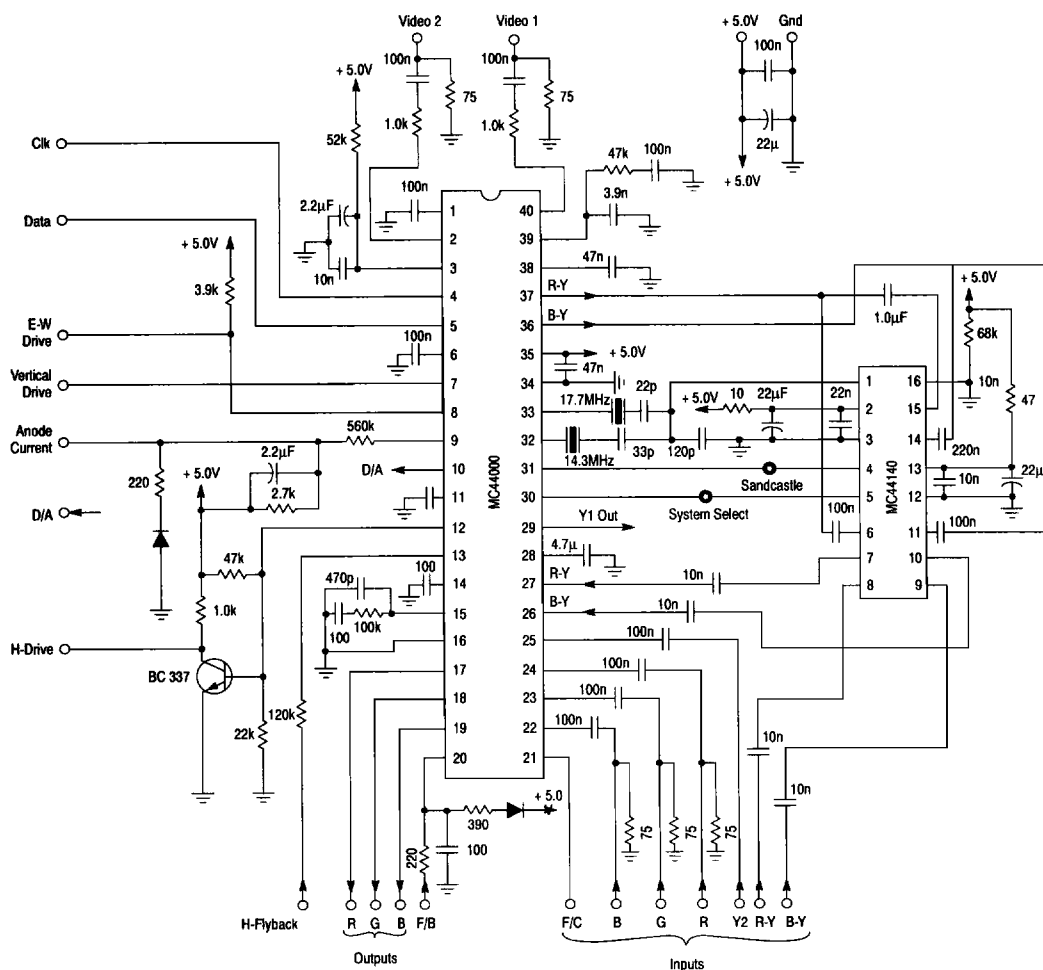 Video 2
Video 1
+ 5.0V
Gnd
100n
100n
100n
+ 5.0V
75
75
1.0k
1.0k
22μ
+ 5.0V
52k
Clk
47k
100n
100n
3.9n
2.2μF
Data
10n
47n
+ 5.0V
3.9k
R-Y
B-Y
1.0μF
+ 5.0V
68k
E-W
Drive
100n
+ 5.0V
47n
Vertical
Drive
17.7MHz
22p
+ 5.0V
10
22μF
22n
10n
47
Anode
Current
560k
14.3MHz
33p
120p
220n
D/A
Sandcastle
10n
22μ
2.2μF
+ 5.0V
220
2.7k
System Select
100n
100n
D/A
Y1 Out
47k
4.7μ
100
R-Y
10n
470p
1.0k
B-Y
10n
100k
100
100n
H-Drive
BC 337
100n
100n
120k
100n
22k
10n
10n
+ 5.0
390
75
75
75
220
100
MC44000
1
2
3
4
5
6
7
8
9
10
11
12
13
14
15
16
17
18
19
20
40
39
38
37
36
35
34
33
32
31
30
29
28
27
26
25
24
23
22
21
MC44140
1
2
3
4
5
6
7
8
16
15
14
13
12
11
10
9
H-Flyback
R
G
B
F/B
F/C
B
G
R
Y2
R-Y
B-Y
Outputs
Inputs